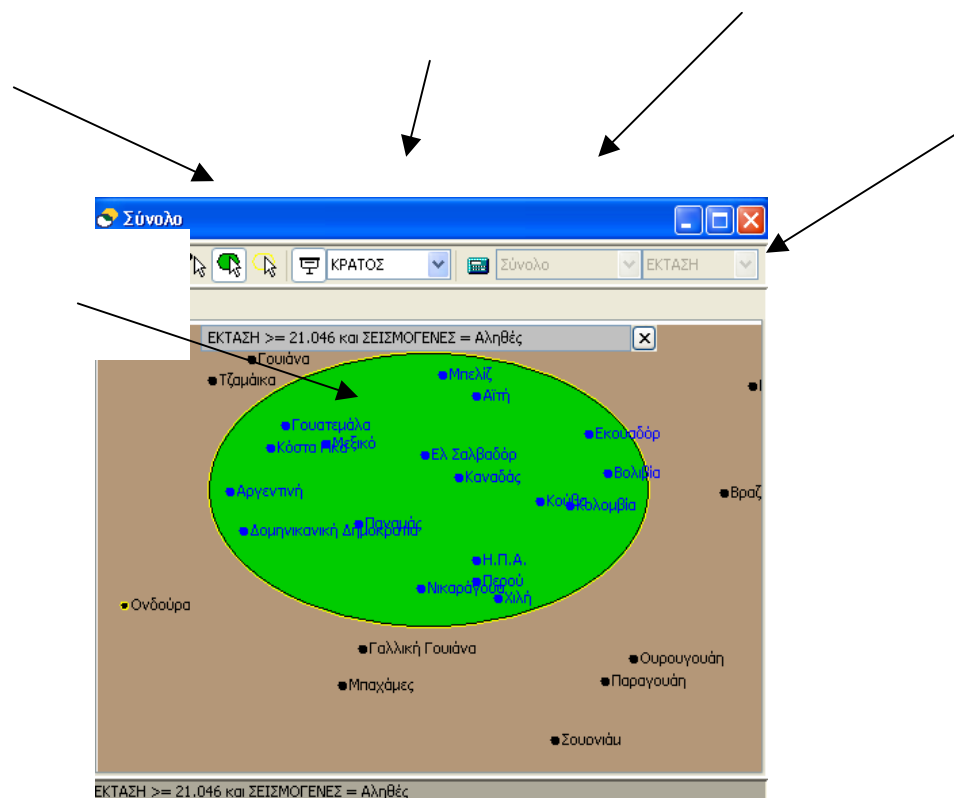 Σύνολο
ΚΡΑΤΟΣ Σύνολο ΕΚΤΑΣΗ
ΕΚΤΑΣΗ >= 21.046 και ΣΕΙΣΜΟΓΕΝΕΣ = Αληθές
Γουιάνα
Τζαμάικα
Μπελίζ
Αϊτή
Γουατεμάλα
Μεξικό
Κόστα Ρίκα
Εκουαδόρ
Ελ Σαλβαδόρ
Καναδάς
Βολιβία
Αργεντινή
Κούβα
Κολομβία
Βραζ
Παναμάς
Δομηνικανική Δημοκρατία
Η.Π.Α.
Περού
Νικαράγουα
Χιλή
Ονδούρα
Γαλλική Γουιάνα
Ουρουγουάη
Μπαχάμες
Παραγουάη
Σουρινάμ
ΕΚΤΑΣΗ >= 21.046 και ΣΕΙΣΜΟΓΕΝΕΣ = Αληθές